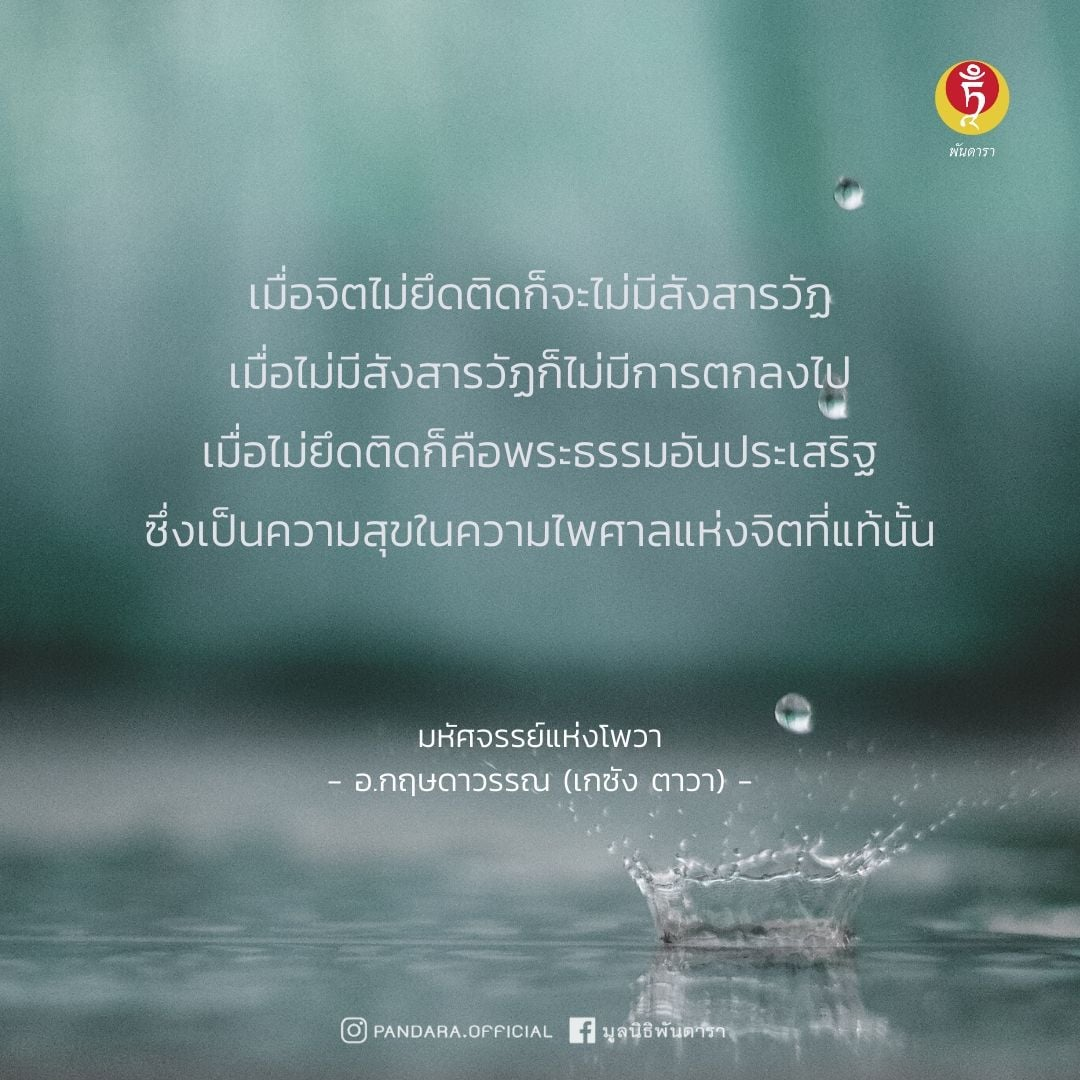 พันดารา
เมื่อจิตไม่ยึดติดก็จะไม่มีสังสารวัฏ
เมื่อไม่มีสังสารวัฏก็ไม่มีการตกลงไป
เมื่อไม่ยึดติดก็คือพระธรรมอันประเสริฐ
ซึ่งเป็นความสุขในความไพศาลแห่งจิตที่แท้นั้น
มหัศจรรย์แห่งโพวา
- อ.กฤษดาวรรณ (เกซัง ตาวา) -
PANDARA.OFFICIAL มูลนิธิพันดารา